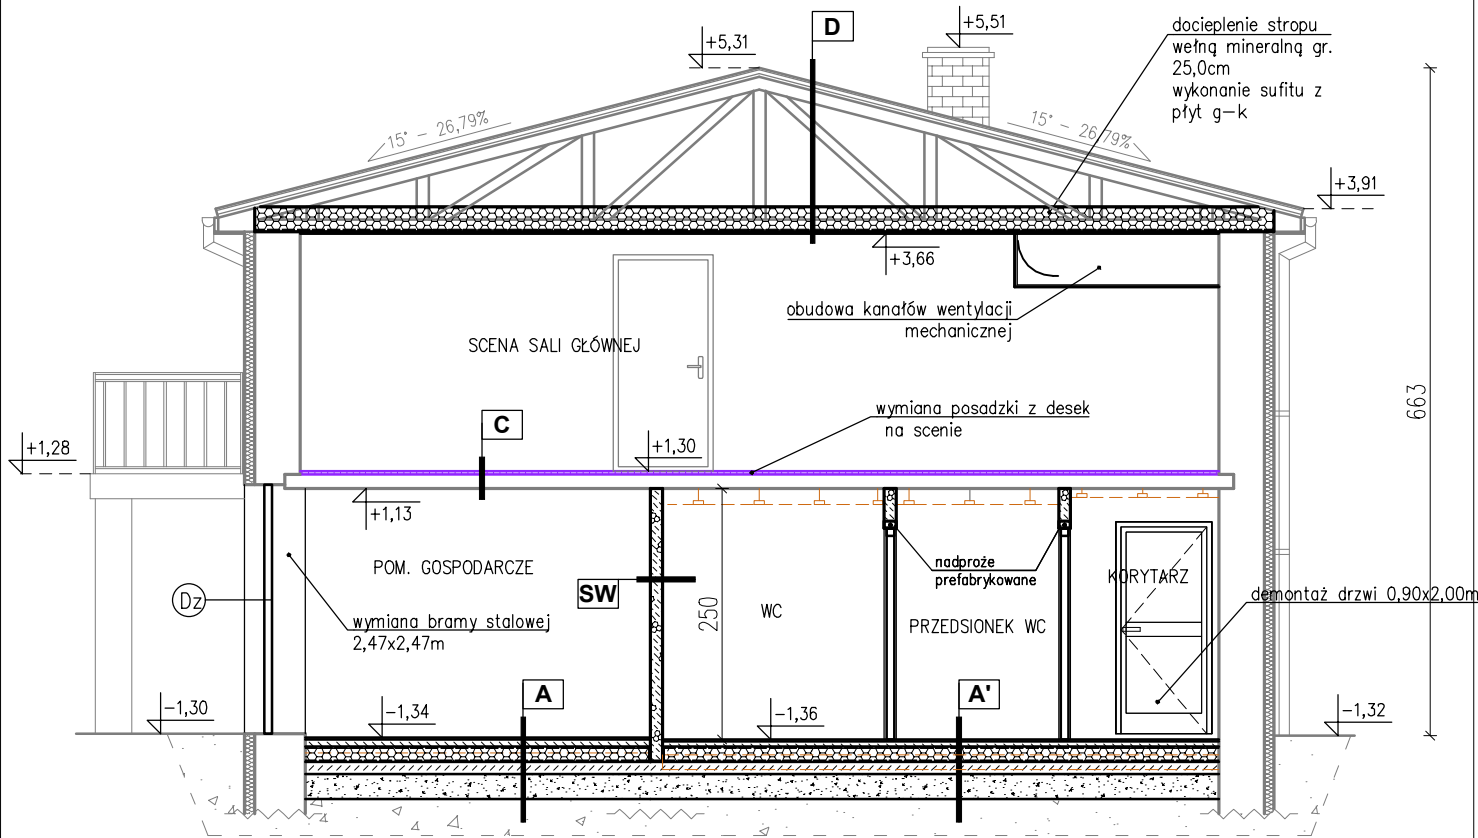 D
+5,51
+5,31
docieplenie stropu
wełną mineralną gr.
25,0cm
wykonanie sufitu z
płyt g-k
15° - 26,79%
15° - 26,79%
+3,91
+3,66
obudowa kanałów wentylacji
mechanicznej
SCENA SALI GŁÓWNEJ
663
wymiana posadzki z desek
na scenie
C
+1,30
+1,28
+1,13
POM. GOSPODARCZE
nadproże
prefabrykowane
KORYTARZ
SW
Dz
WC
250
demontaż drzwi 0,90x2,00m
wymiana bramy stalowej
2,47x2,47m
PRZEDSIONEK WC
A
A'
-1,30
-1,34
-1,36
-1,32